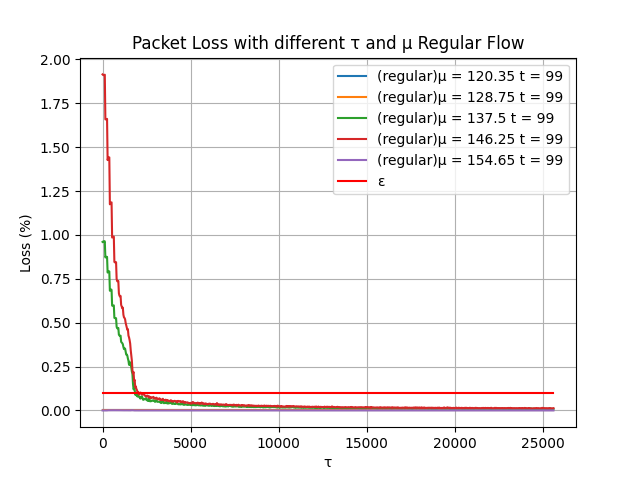 Packet Loss with different τ and μ Regular Flow
2.00
1.75
1.50
1.25
1.00
0.75
0.50
0.25
0.00
Loss (%)
(regular)μ = 120.35 t = 99
(regular)μ = 128.75 t = 99
(regular)μ = 137.5 t = 99
(regular)μ = 146.25 t = 99
(regular)μ = 154.65 t = 99
ε
0 5000 10000 15000 20000 25000
τ